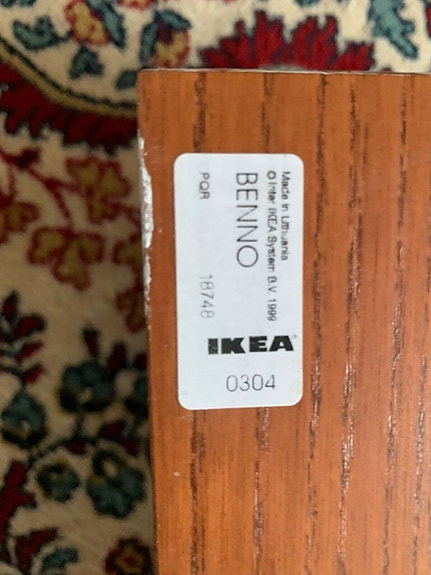 Made in Lithuania
© Inter IKEA System B.V. 1999
BENNO
PQR 18748
IKEA
0304